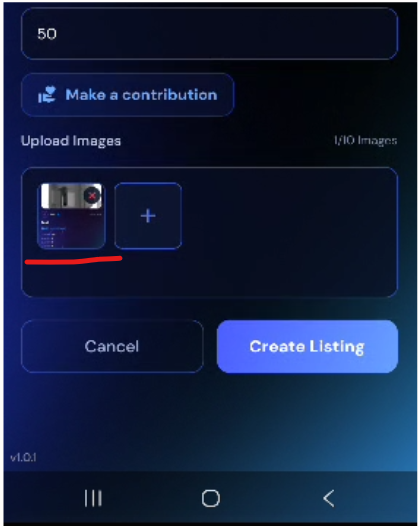 50
Make a contribution
Upload Images
1/10 Images
+
Cancel
Create Listing
v1.0.1